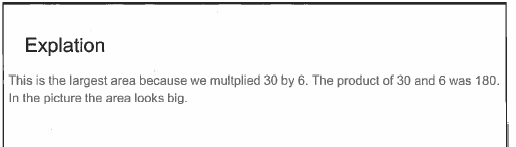 Explation
This is the largest area because we multplied 30 by 6. The product of 30 and 6 was 180.
In the picture the area looks big.